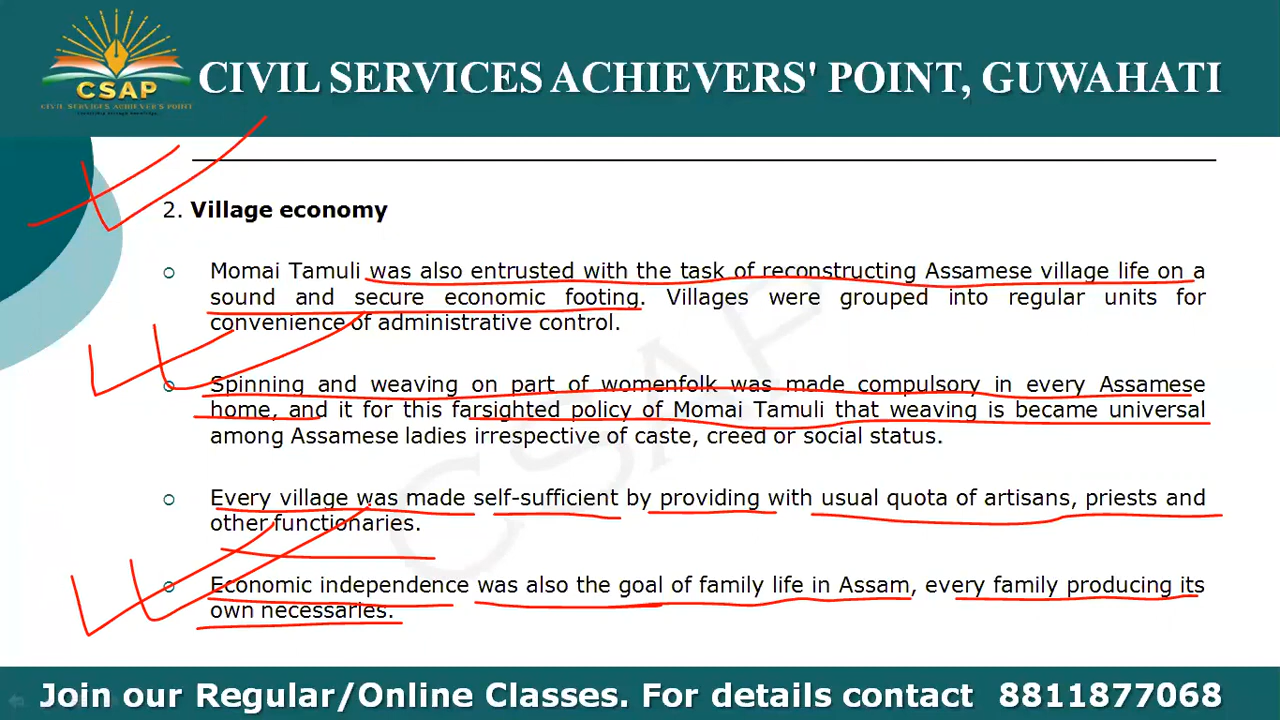 CSAP
CIVIL SERVICES ACHIEVER'S POINT
CIVIL SERVICES ACHIEVERS' POINT, GUWAHATI
2. Village economy
Momai Tamuli was also entrusted with the task of reconstructing Assamese village life on a
sound and secure economic footing. Villages were grouped into regular units for
convenience of administrative control.
Spinning and weaving on part of womenfolk was made compulsory in every Assamese
home, and it for this farsighted policy of Momai Tamuli that weaving is became universal
among Assamese ladies irrespective of caste, creed or social status.
Every village was made self-sufficient by providing with usual quota of artisans, priests and
other functionaries.
Economic independence was also the goal of family life in Assam, every family producing its
own necessaries.
CSAP
Join our Regular/Online Classes. For details contact 8811877068